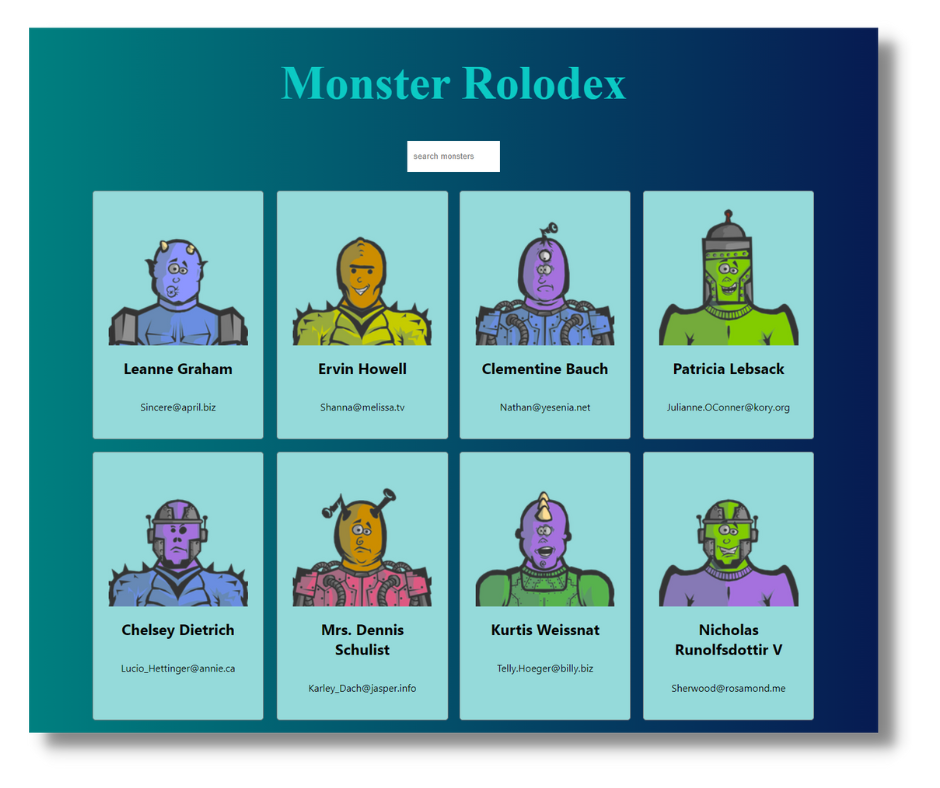 Monster Rolodex
search monsters
Leanne Graham
Sincere@april.biz
Ervin Howell
Shanna@melissa.tv
Clementine Bauch
Nathan@yesenia.net
Patricia Lebsack
Julianne.OConner@kory.org
Chelsey Dietrich
Lucio_Hettinger@annie.ca
Mrs. Dennis
Schulist
Karley_Dach@jasper.info
Kurtis Weissnat
Telly.Hoeger@billy.biz
Nicholas
Runolfsdottir V
Sherwood@rosamond.me